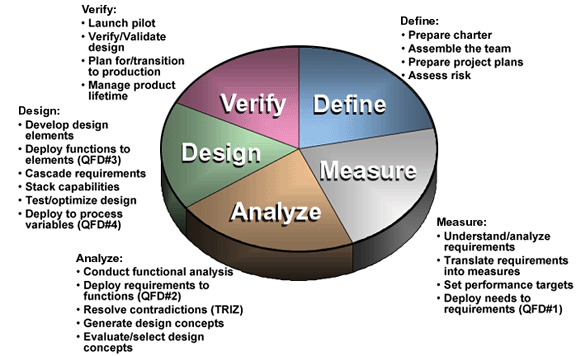 Verify:
• Launch pilot
• Verify/Validate
design
• Plan for/transition
to production
• Manage product
lifetime
Define:
• Prepare charter
• Assemble the team
• Prepare project plans
• Assess risk
Verify
Define
Design
Measure
Analyze
Design:
• Develop design
elements
• Deploy functions to
elements (QFD#3)
• Cascade requirements
• Stack capabilities
• Test/optimize design
• Deploy to process
variables (QFD#4)
Measure:
• Understand/analyze
requirements
• Translate requirements
into measures
• Set performance targets
• Deploy needs to
requirements (QFD#1)
Analyze:
• Conduct functional analysis
• Deploy requirements to
functions (QFD#2)
• Resolve contradictions (TRIZ)
• Generate design concepts
• Evaluate/select design
concepts